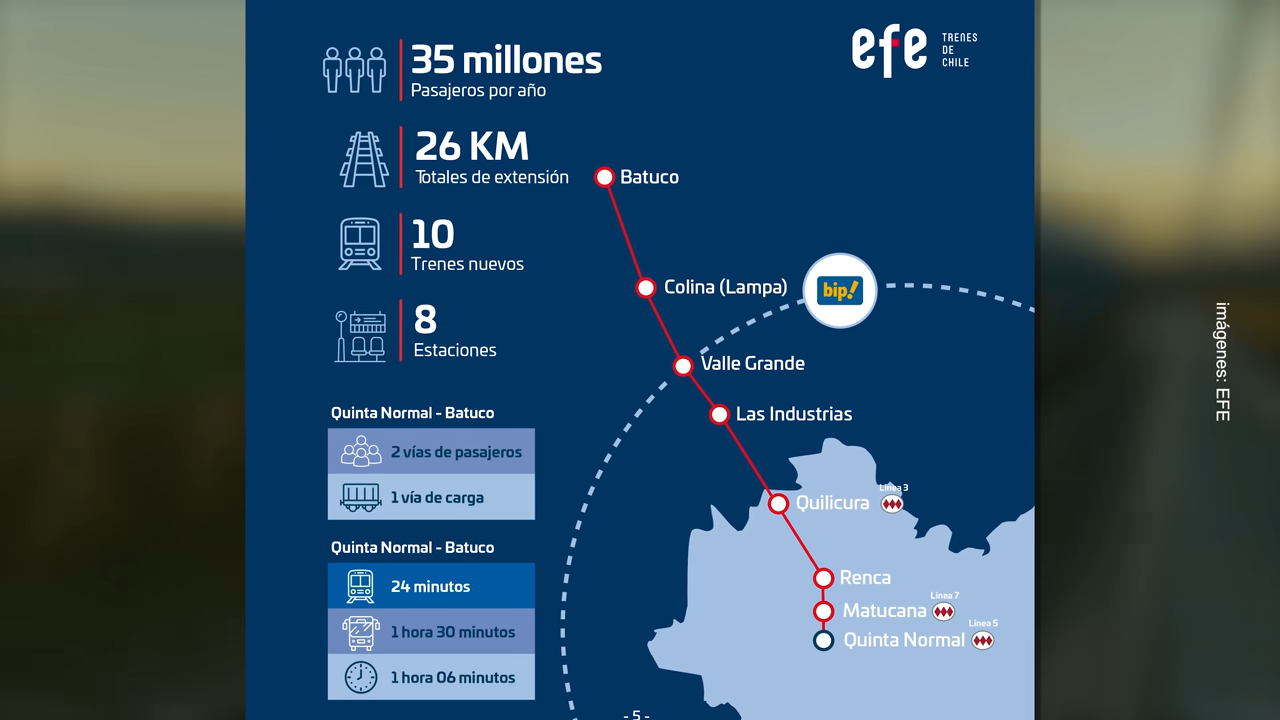 35 millones
Pasajeros por año
26 KM
Totales de extensión
10
Trenes nuevos
8
Estaciones
Quinta Normal - Batuco
2 vías de pasajeros
1 vía de carga
Quinta Normal - Batuco
24 minutos
1 hora 30 minutos
1 hora 06 minutos
efe
TRENES
DE
CHILE
Batuco
Colina (Lampa)
bip!
Valle Grande
Las Industrias
Línea 3
Quilicura
Renca
Línea 7
Matucana
Línea 5
Quinta Normal
- 5 -
imágenes: EFE